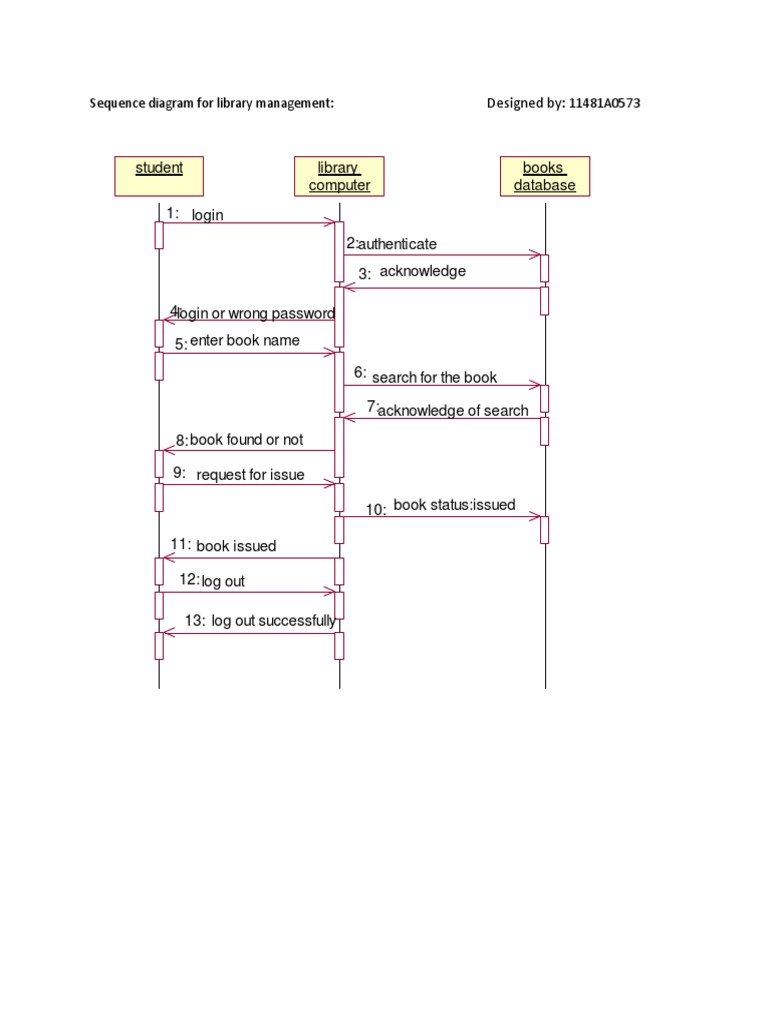 Sequence diagram for library management: Designed by: 11481A0573
student
library
computer
books
database
1: login
2: authenticate
3: acknowledge
4: login or wrong password
5: enter book name
6: search for the book
7: acknowledge of search
8: book found or not
9: request for issue
10: book status:issued
11: book issued
12: log out
13: log out successfully